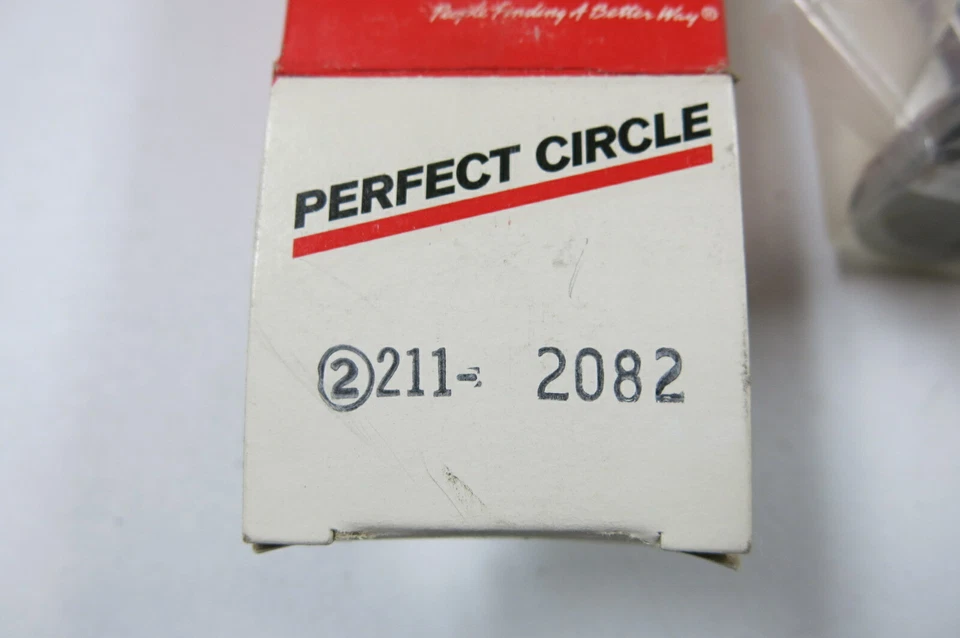 People Finding A Better Way®
PERFECT CIRCLE
②211- 2082